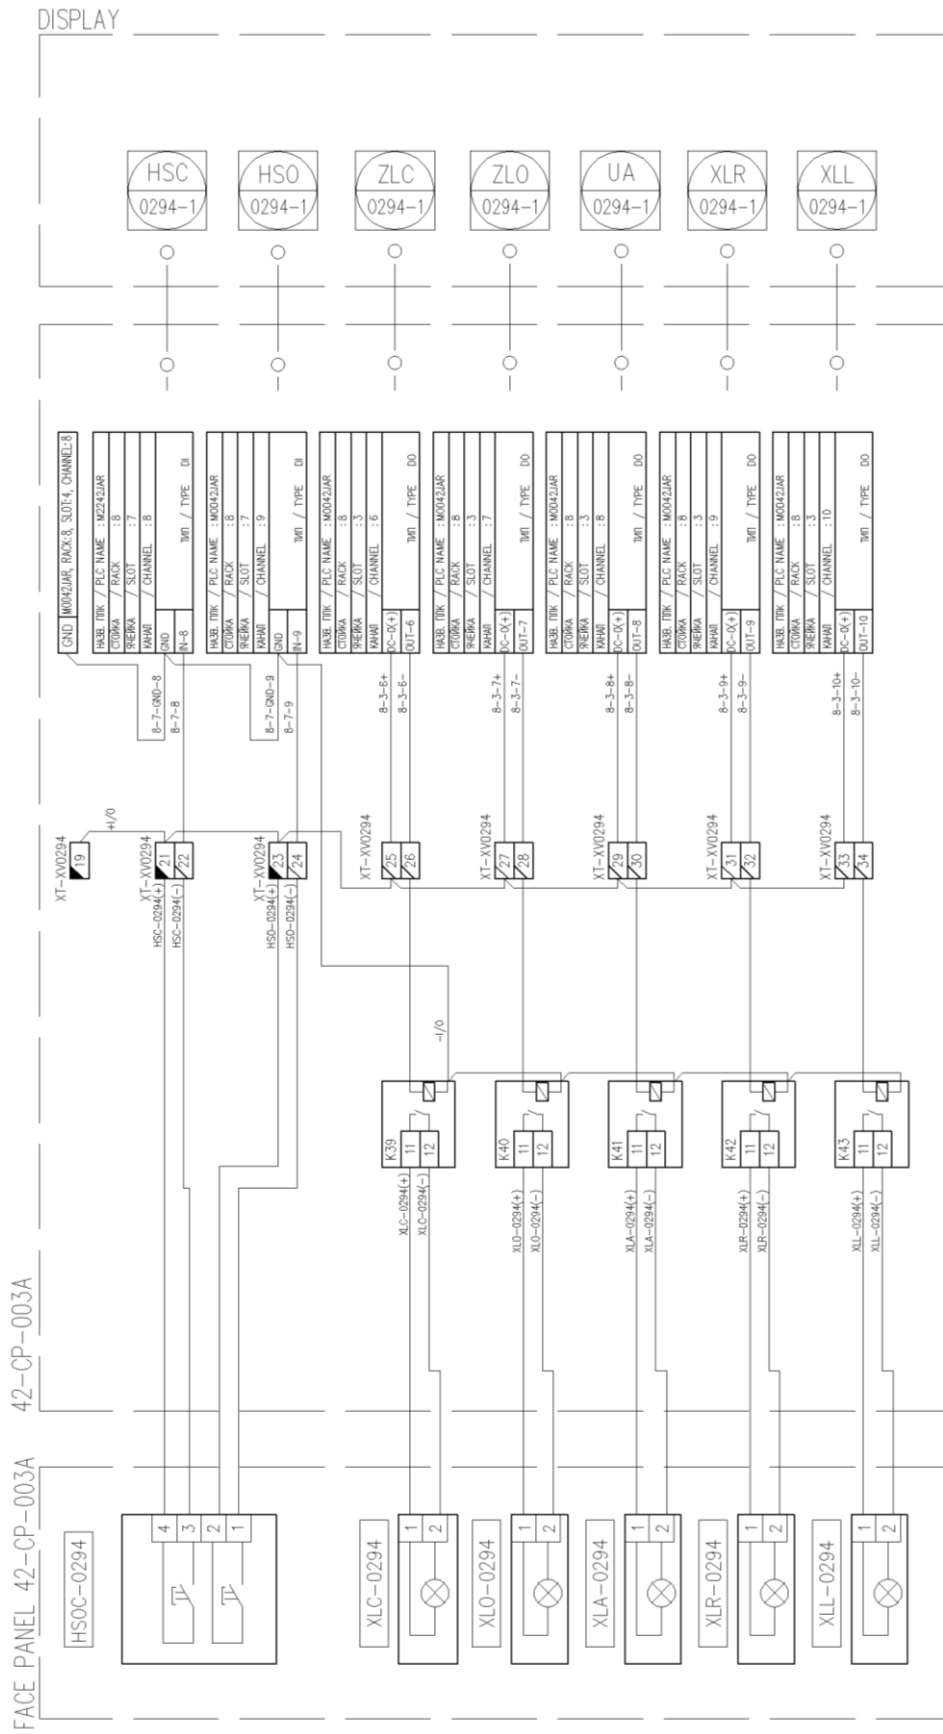 DISPLAY
HSC
0294-1
HSO
0294-1
ZLC
0294-1
ZLO
0294-1
UA
0294-1
XLR
0294-1
XLL
0294-1
GND M0042JAR, RACK:8, SLOT:4, CHANNEL:8
НАЗВ. ППК / PLC NAME :M2242JAR
СТОЙКА / RACK :8
ЯЧЕЙКА / SLOT :7
КАНАЛ / CHANNEL :8
GND
IN-8
ТИП / TYPE DI
НАЗВ. ППК / PLC NAME :M0042JAR
СТОЙКА / RACK :8
ЯЧЕЙКА / SLOT :7
КАНАЛ / CHANNEL :9
GND
IN-9
ТИП / TYPE DI
НАЗВ. ППК / PLC NAME :M0042JAR
СТОЙКА / RACK :8
ЯЧЕЙКА / SLOT :3
КАНАЛ / CHANNEL :6
DC-0(+)
OUT-6
ТИП / TYPE DO
НАЗВ. ППК / PLC NAME :M0042JAR
СТОЙКА / RACK :8
ЯЧЕЙКА / SLOT :3
КАНАЛ / CHANNEL :7
DC-0(+)
OUT-7
ТИП / TYPE DO
НАЗВ. ППК / PLC NAME :M0042JAR
СТОЙКА / RACK :8
ЯЧЕЙКА / SLOT :3
КАНАЛ / CHANNEL :8
DC-0(+)
OUT-8
ТИП / TYPE DO
НАЗВ. ППК / PLC NAME :M0042JAR
СТОЙКА / RACK :8
ЯЧЕЙКА / SLOT :3
КАНАЛ / CHANNEL :9
DC-0(+)
OUT-9
ТИП / TYPE DO
НАЗВ. ППК / PLC NAME :M0042JAR
СТОЙКА / RACK :8
ЯЧЕЙКА / SLOT :3
КАНАЛ / CHANNEL :10
DC-0(+)
OUT-10
ТИП / TYPE DO
8-7-GND-8
8-7-8
8-7-GND-9
8-7-9
8-3-6+
8-3-6-
8-3-7+
8-3-7-
8-3-8+
8-3-8-
8-3-9+
8-3-9-
8-3-10+
8-3-10-
+I/O
XT-XV0294
19
XT-XV0294
21
22
XT-XV0294
23
24
XT-XV0294
25
26
XT-XV0294
27
28
XT-XV0294
29
30
XT-XV0294
31
32
XT-XV0294
33
34
HSC-0294(+)
HSC-0294(-)
HSO-0294(+)
HSO-0294(-)
-I/O
K39
11
12
K40
11
12
K41
11
12
K42
11
12
K43
11
12
XLC-0294(+)
XLC-0294(-)
XLO-0294(+)
XLO-0294(-)
XLA-0294(+)
XLA-0294(-)
XLR-0294(+)
XLR-0294(-)
XLL-0294(+)
XLL-0294(-)
42-CP-003A
FACE PANEL 42-CP-003A
HSOC-0294
4
3
2
1
XLC-0294
1
2
XLO-0294
1
2
XLA-0294
1
2
XLR-0294
1
2
XLL-0294
1
2